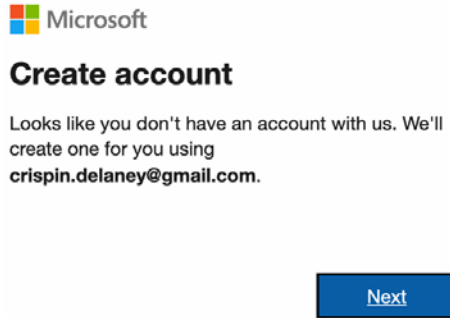 Microsoft
Create account
Looks like you don't have an account with us. We'll
create one for you using
crispin.delaney@gmail.com.
Next